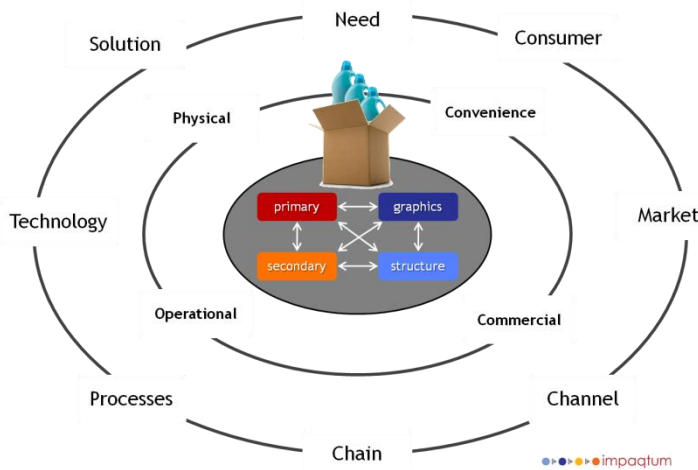 Need
Solution
Consumer
Physical
Convenience
primary
graphics
Technology
Market
secondary
structure
Operational
Commercial
Processes
Channel
Chain
impaqtum